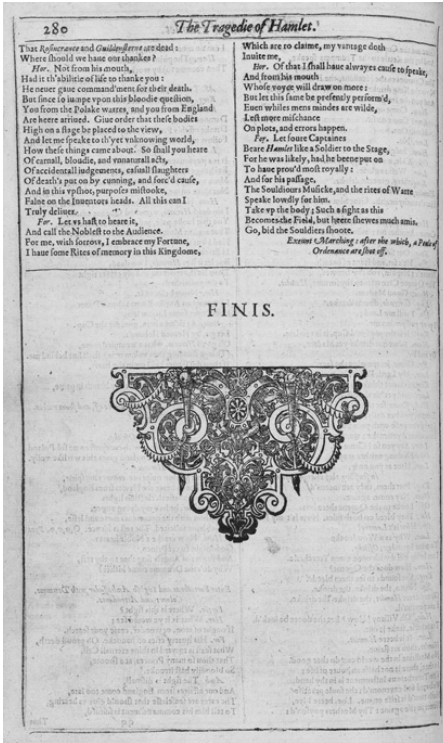 280
The Tragedie of Hamlet.
That Rosincrance and Guildensterne are dead:
Where should we haue our thankes?
Hor. Not from his mouth,
Had it th'abilitie of life to thanke you:
He neuer gaue command'ment for their death.
But since so iumpe vpon this bloodie question,
You from the Polake warres, and you from England
Are heere arriued. Giue order that these bodies
High on a stage be placed to the view,
And let me speake to th'yet vnknowing world,
How these things came about. So shall you heare
Of carnall, bloudie, and vnnaturall acts,
Of accidentall iudgements, casuall slaughters
Of death's put on by cunning, and forc'd cause,
And in this vpshot, purposes mistooke,
Falne on the Inuentors heads. All this can I
Truly deliuer.
For. Let vs hast to heare it,
And call the Noblest to the Audience.
For me, with sorrow, I embrace my Fortune,
I haue some Rites of memory in this Kingdome,
Which are ro claime, my vantage doth
Inuite me,
Hor. Of that I shall haue alwayes cause to speake,
And from his mouth
Whose voyce will draw on more:
But let this same be presently perform'd,
Euen whiles mens mindes are wilde,
Lest more mischance
On plots, and errors happen.
For. Let foure Captaines
Beare Hamlet like a Soldier to the Stage,
For he was likely, had he beene put on
To haue prou'd most royally:
And for his passage,
The Souldiours Musicke, and the rites of Warre
Speake lowdly for him.
Take vp the body; Such a sight as this
Becomes the Field, but heere shewes much amis.
Go, bid the Souldiers shoote.
Exeunt Marching: after the which, a Peale of
Ordenance are shot off.
FINIS.